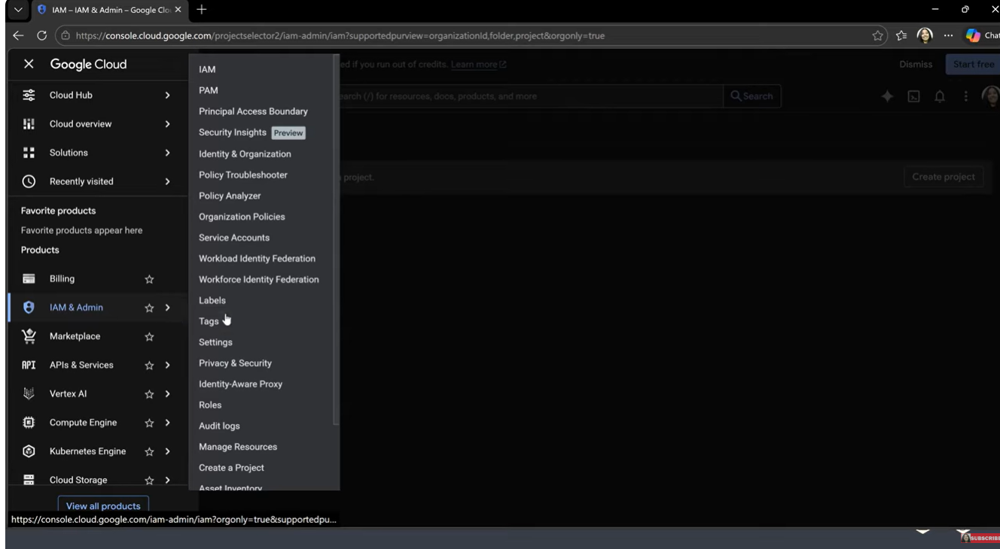 IAM – IAM & Admin – Google Clo
https://console.cloud.google.com/projectselector2/iam-admin/iam?supportedpurview=organizationId,folder,project&orgonly=true
Chat
Google Cloud
Cloud Hub
Cloud overview
Solutions
Recently visited
Favorite products
Favorite products appear here
Products
Billing
IAM & Admin
Marketplace
API APIs & Services
Vertex AI
Compute Engine
Kubernetes Engine
Cloud Storage
View all products
IAM
PAM
Principal Access Boundary
Security Insights Preview
Identity & Organization
Policy Troubleshooter
Policy Analyzer
Organization Policies
Service Accounts
Workload Identity Federation
Workforce Identity Federation
Labels
Tags
Settings
Privacy & Security
Identity-Aware Proxy
Roles
Audit logs
Manage Resources
Create a Project
Asset Inventory
ed if you run out of credits. Learn more
Dismiss
Start free
earch (/) for resources, docs, products, and more
Search
project.
Create project
https://console.cloud.google.com/iam-admin/iam?orgonly=true&supportedpu...
SUBSCRIBE